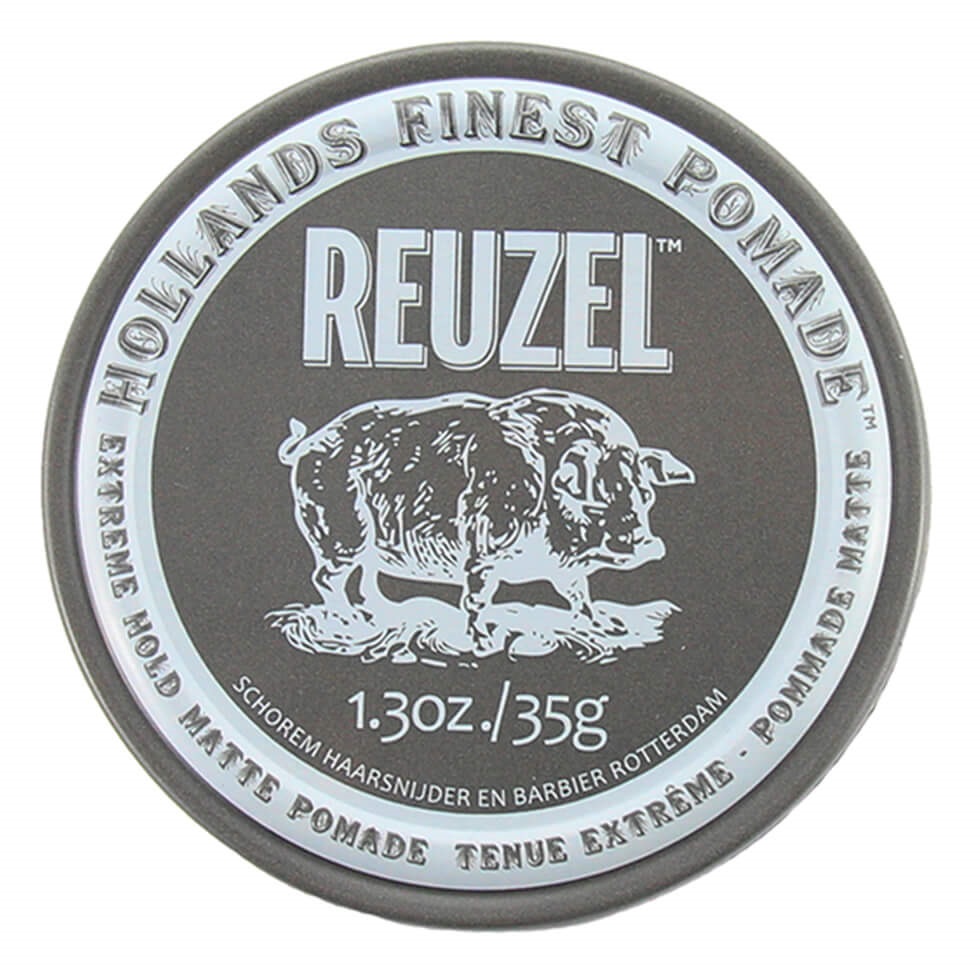 HOLLANDS FINEST POMADE™
REUZEL™
1.3oz./35g
SCHOREM HAARSNIJDER EN BARBIER ROTTERDAM
EXTREME HOLD MATTE POMADE
TENUE EXTRÊME - POMMADE MATTE